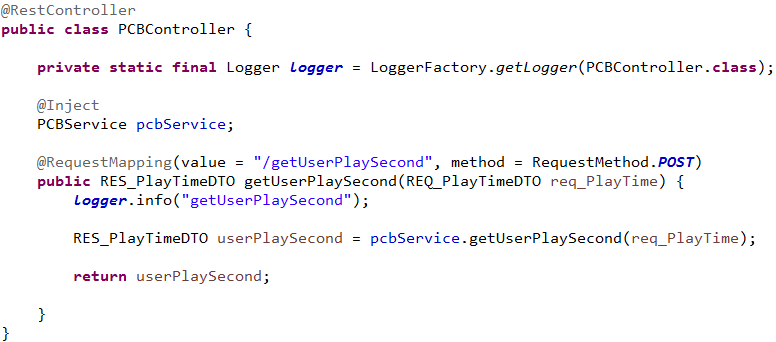 @RestController
public class PCBController {
private static final Logger logger = LoggerFactory.getLogger(PCBController.class);
@Inject
PCBService pcbService;
@RequestMapping(value = "/getUserPlaySecond", method = RequestMethod.POST)
public RES_PlayTimeDTO getUserPlaySecond(REQ_PlayTimeDTO req_PlayTime) {
logger.info("getUserPlaySecond");
RES_PlayTimeDTO userPlaySecond = pcbService.getUserPlaySecond(req_PlayTime);
return userPlaySecond;
}
}